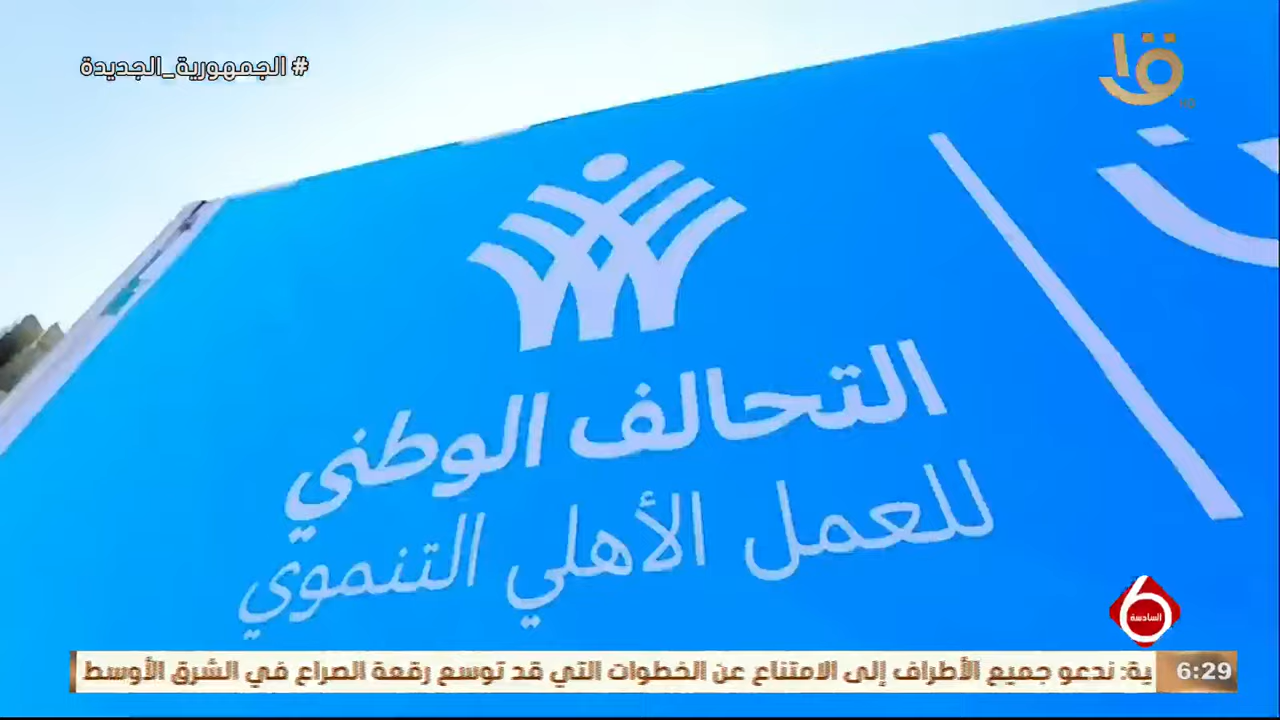 #الجمهورية_الجديدة
التحالف الوطني
للعمل الأهلي التنموي
السادسة
6:29
ية: ندعو جميع الأطراف إلى الامتناع عن الخطوات التي قد توسع رقعة الصراع في الشرق الأوسط